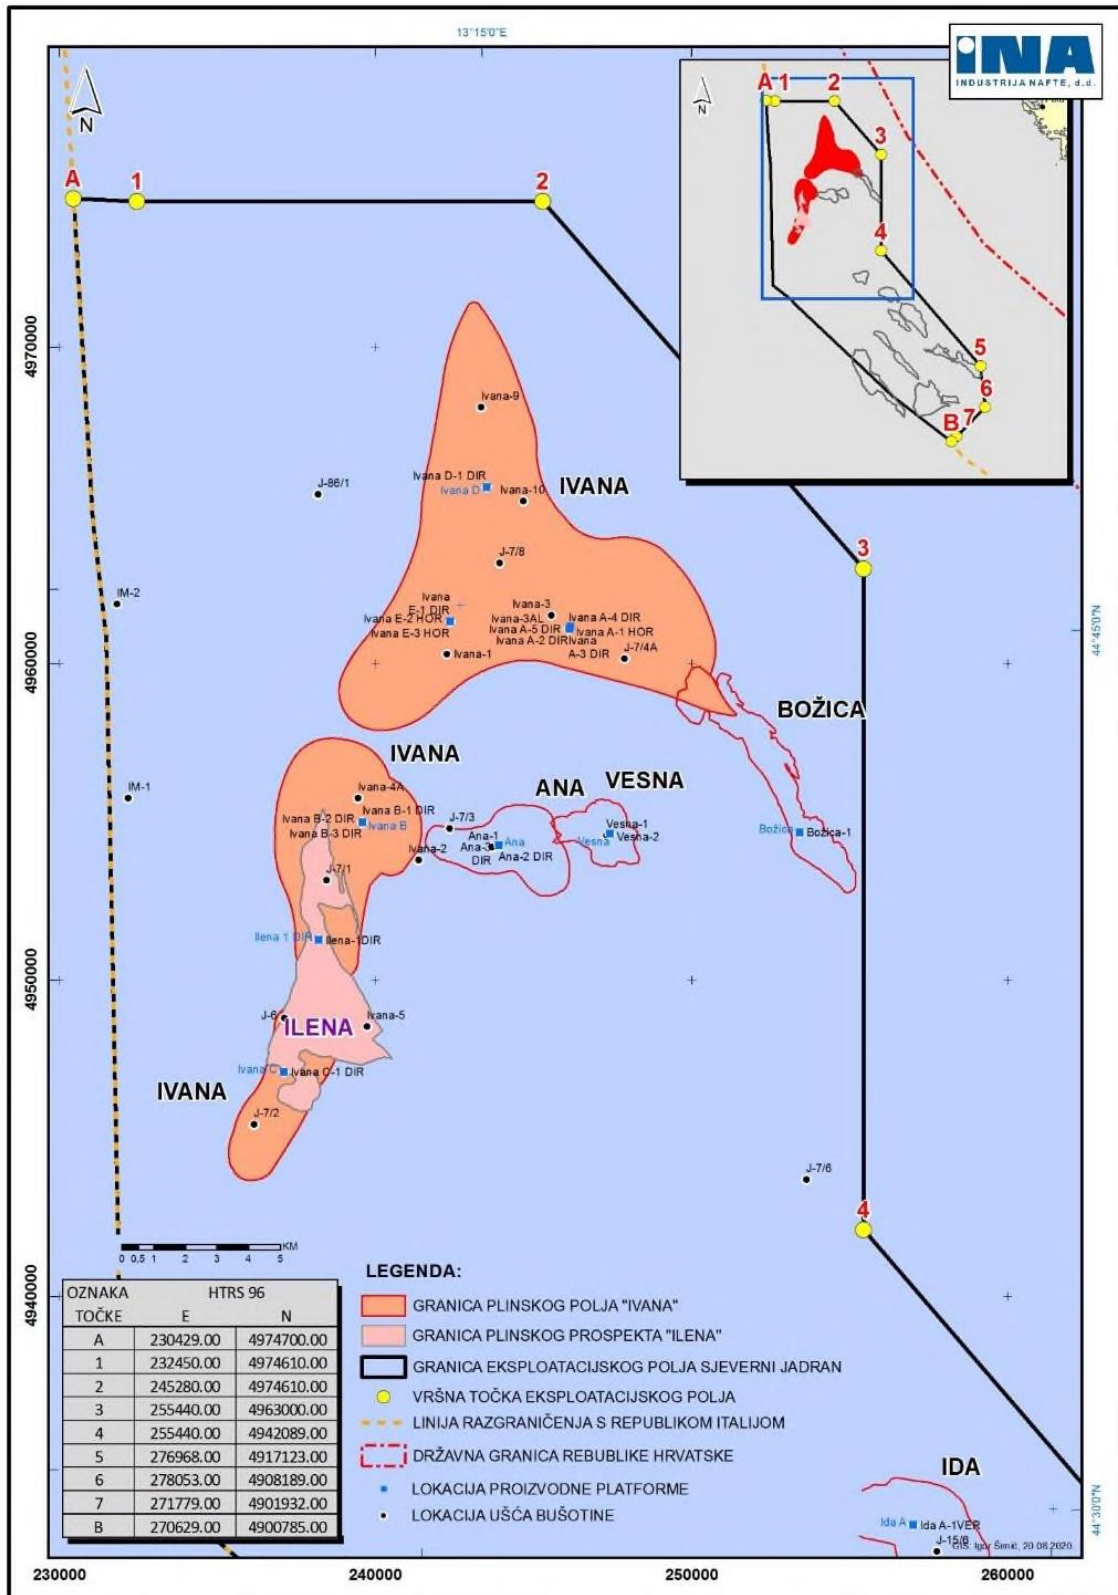 13°15'0"E
INA
INDUSTRIJA NAFTE, d.d.
N
A
1
2
N
A 1
2
3
4
5
6
7
B
4970000
Ivana-9
Ivana D-1 DIR
Ivana D
Ivana-10
IVANA
J-86/1
J-7/8
3
IM-2
Ivana
E-1 DIR
Ivana E-2 HOR
Ivana E-3 HOR
Ivana-3
Ivana-3AL
Ivana A-4 DIR
Ivana A-5 DIR
Ivana A-1 HOR
Ivana A-2 DIR
Ivana
A-3 DIR
Ivana-1
J-7/4A
44°45'0"N
4960000
BOŽICA
IVANA
ANA
VESNA
IM-1
Ivana-4A
Ivana B-1 DIR
Ivana B-2 DIR
Ivana B
Ivana B-3 DIR
J-7/3
Ana-1
Ana
Ana-3
DIR
Ana-2 DIR
Vesna-1
Vesna
Vesna-2
Božica
Božica-1
Ivana-2
J-7/1
Ilena 1 DIR
Ilena-1DIR
4950000
J-6
ILENA
Ivana-5
Ivana C
Ivana C-1 DIR
IVANA
J-7/2
J-7/6
4
0 0,5 1 2 3 4 5
KM
4940000
OZNAKA TOČKE
HTRS 96
E N
A 230429.00 4974700.00
1 232450.00 4974610.00
2 245280.00 4974610.00
3 255440.00 4963000.00
4 255440.00 4942089.00
5 276968.00 4917123.00
6 278053.00 4908189.00
7 271779.00 4901932.00
B 270629.00 4900785.00
LEGENDA:
GRANICA PLINSKOG POLJA "IVANA"
GRANICA PLINSKOG PROSPEKTA "ILENA"
GRANICA EKSPLOATACIJSKOG POLJA SJEVERNI JADRAN
VRŠNA TOČKA EKSPLOATACIJSKOG POLJA
LINIJA RAZGRANIČENJA S REPUBLIKOM ITALIJOM
DRŽAVNA GRANICA REBUBLIKE HRVATSKE
LOKACIJA PROIZVODNE PLATFORME
LOKACIJA UŠĆA BUŠOTINE
IDA
Ida A
Ida A-1VER
J-15/6
GIS: Igor Šimić, 20.08.2020.
44°30'0"N
230000
240000
250000
260000